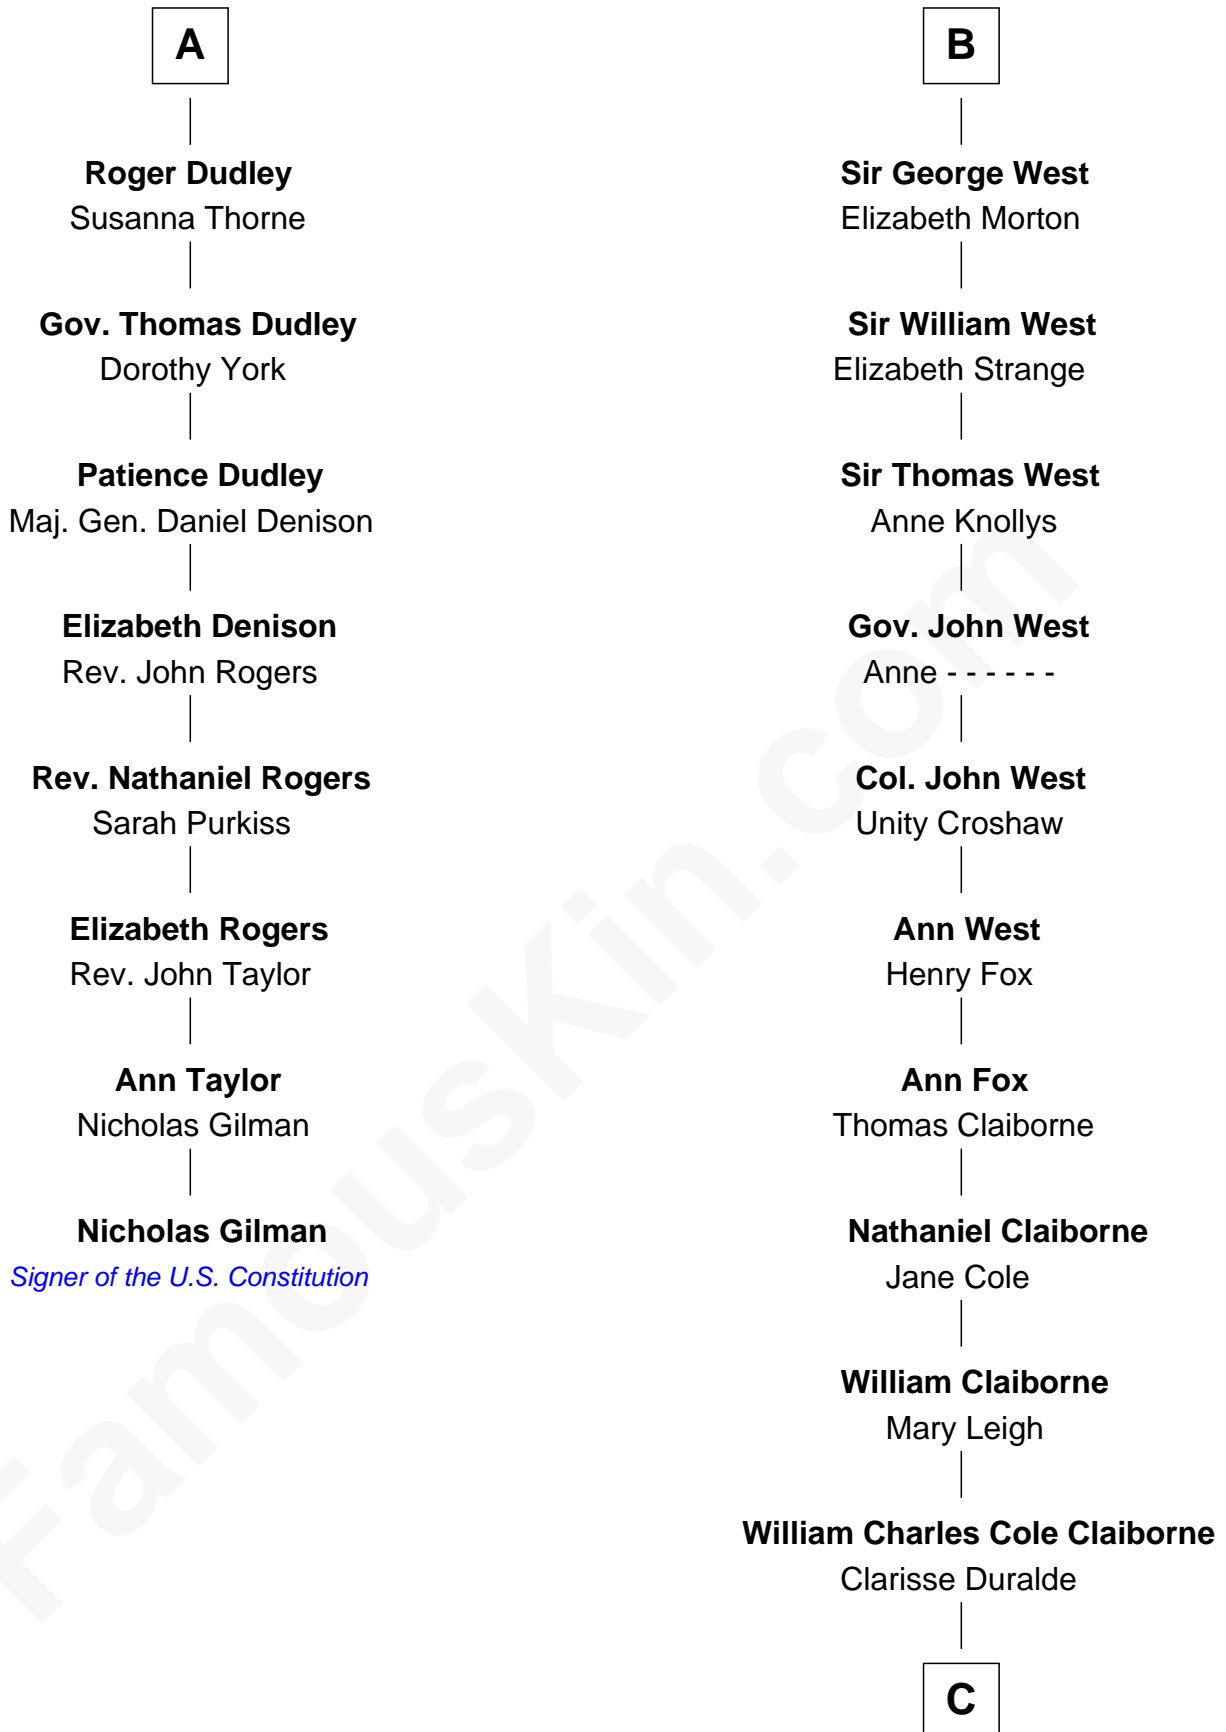 A
Roger Dudley
Susanna Thorne
Gov. Thomas Dudley
Dorothy York
Patience Dudley
Maj. Gen. Daniel Denison
Elizabeth Denison
Rev. John Rogers
Rev. Nathaniel Rogers
Sarah Purkiss
Elizabeth Rogers
Rev. John Taylor
Ann Taylor
Nicholas Gilman
Nicholas Gilman
Signer of the U.S. Constitution
B
Sir George West
Elizabeth Morton
Sir William West
Elizabeth Strange
Sir Thomas West
Anne Knollys
Gov. John West
Anne - - - - - -
Col. John West
Unity Croshaw
Ann West
Henry Fox
Ann Fox
Thomas Claiborne
Nathaniel Claiborne
Jane Cole
William Claiborne
Mary Leigh
William Charles Cole Claiborne
Clarisse Duralde
C
FamousKin.com